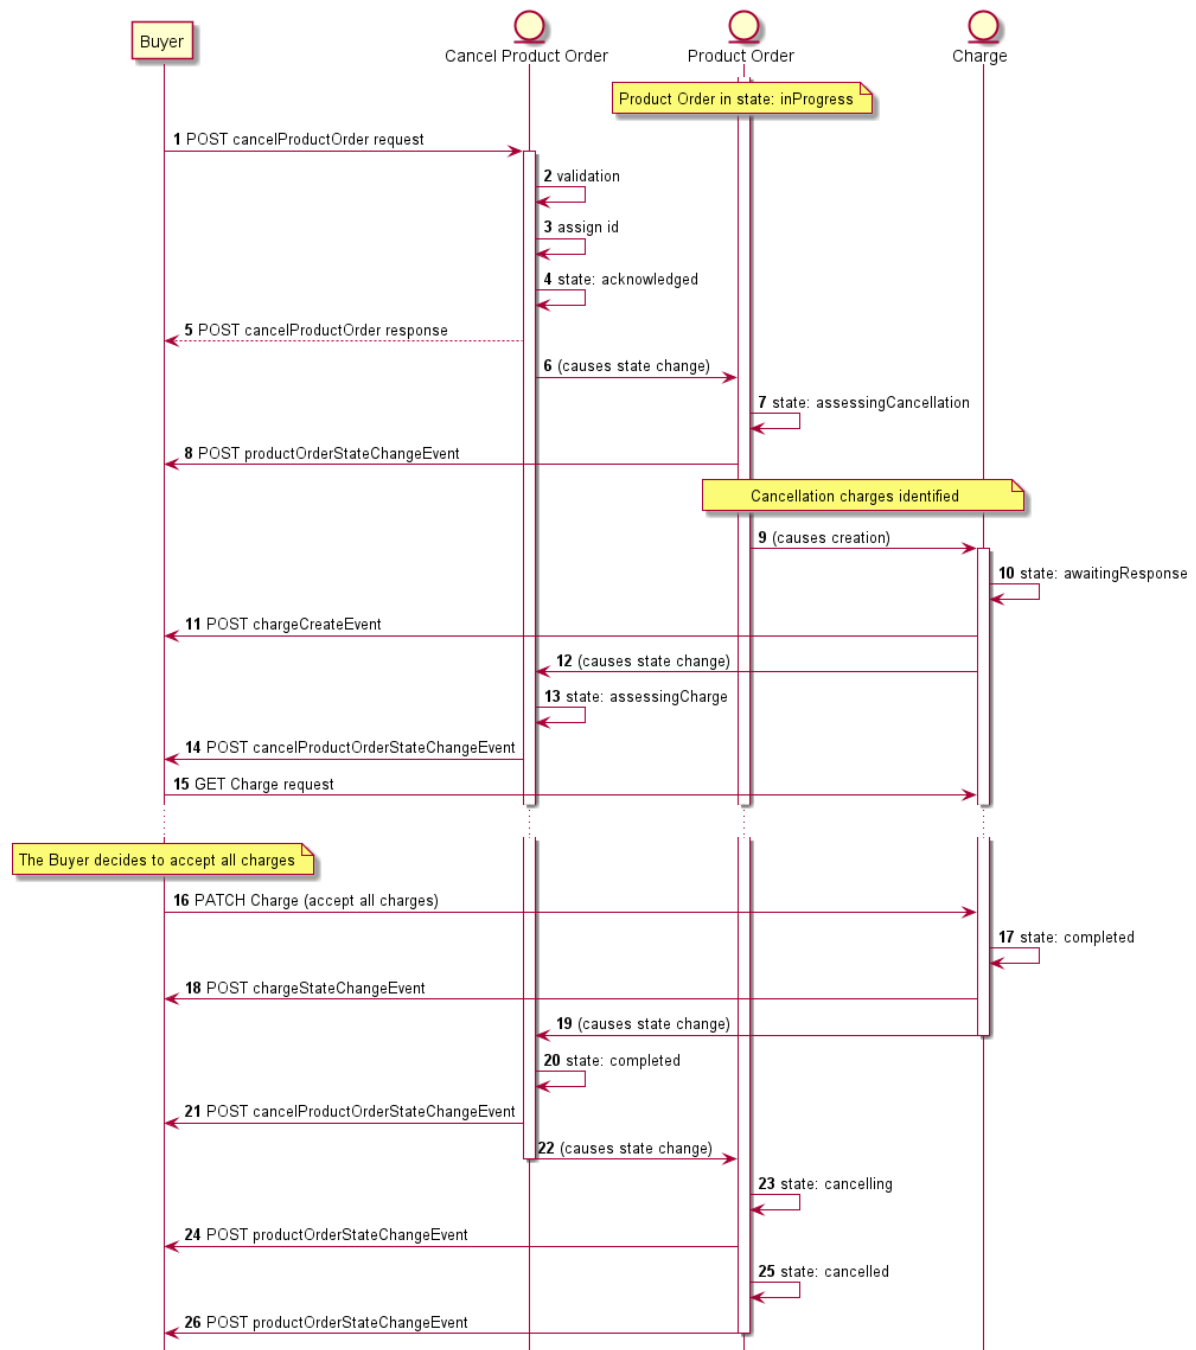 Buyer
Cancel Product Order
Product Order
Charge
Product Order in state: inProgress
1 POST cancelProductOrder request
2 validation
3 assign id
4 state: acknowledged
5 POST cancelProductOrder response
6 (causes state change)
7 state: assessingCancellation
8 POST productOrderStateChangeEvent
Cancellation charges identified
9 (causes creation)
10 state: awaitingResponse
11 POST chargeCreateEvent
12 (causes state change)
13 state: assessingCharge
14 POST cancelProductOrderStateChangeEvent
15 GET Charge request
The Buyer decides to accept all charges
16 PATCH Charge (accept all charges)
17 state: completed
18 POST chargeStateChangeEvent
19 (causes state change)
20 state: completed
21 POST cancelProductOrderStateChangeEvent
22 (causes state change)
23 state: cancelling
24 POST productOrderStateChangeEvent
25 state: cancelled
26 POST productOrderStateChangeEvent